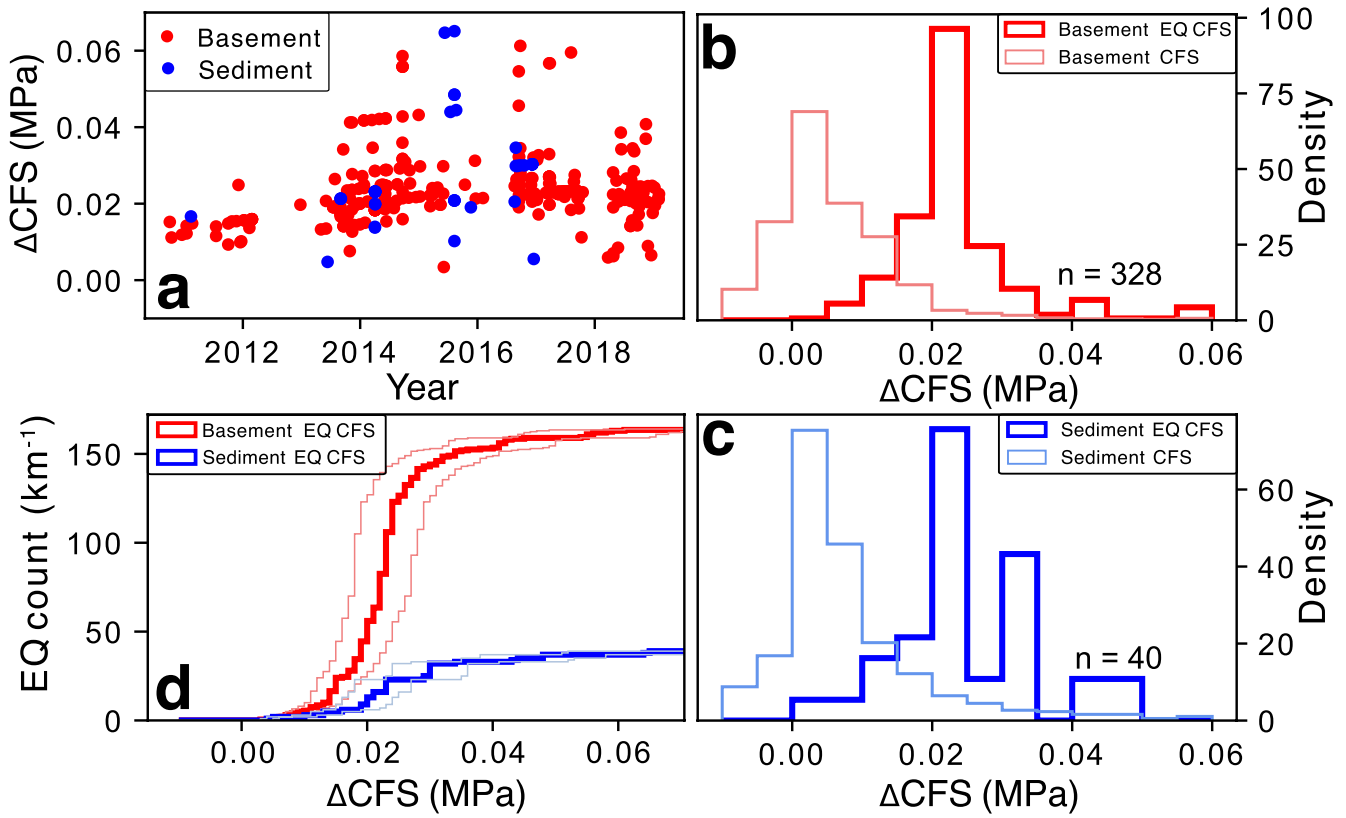 Basement
Sediment
0.06
0.04
0.02
0.00
ΔCFS (MPa)
a
2012 2014 2016 2018
Year
b
Basement EQ CFS
Basement CFS
100
75
50
25
0
Density
n = 328
0.00 0.02 0.04 0.06
ΔCFS (MPa)
Basement EQ CFS
Sediment EQ CFS
150
100
50
0
EQ count (km⁻¹)
d
0.00 0.02 0.04 0.06
ΔCFS (MPa)
c
Sediment EQ CFS
Sediment CFS
60
40
20
0
Density
n = 40
0.00 0.02 0.04 0.06
ΔCFS (MPa)